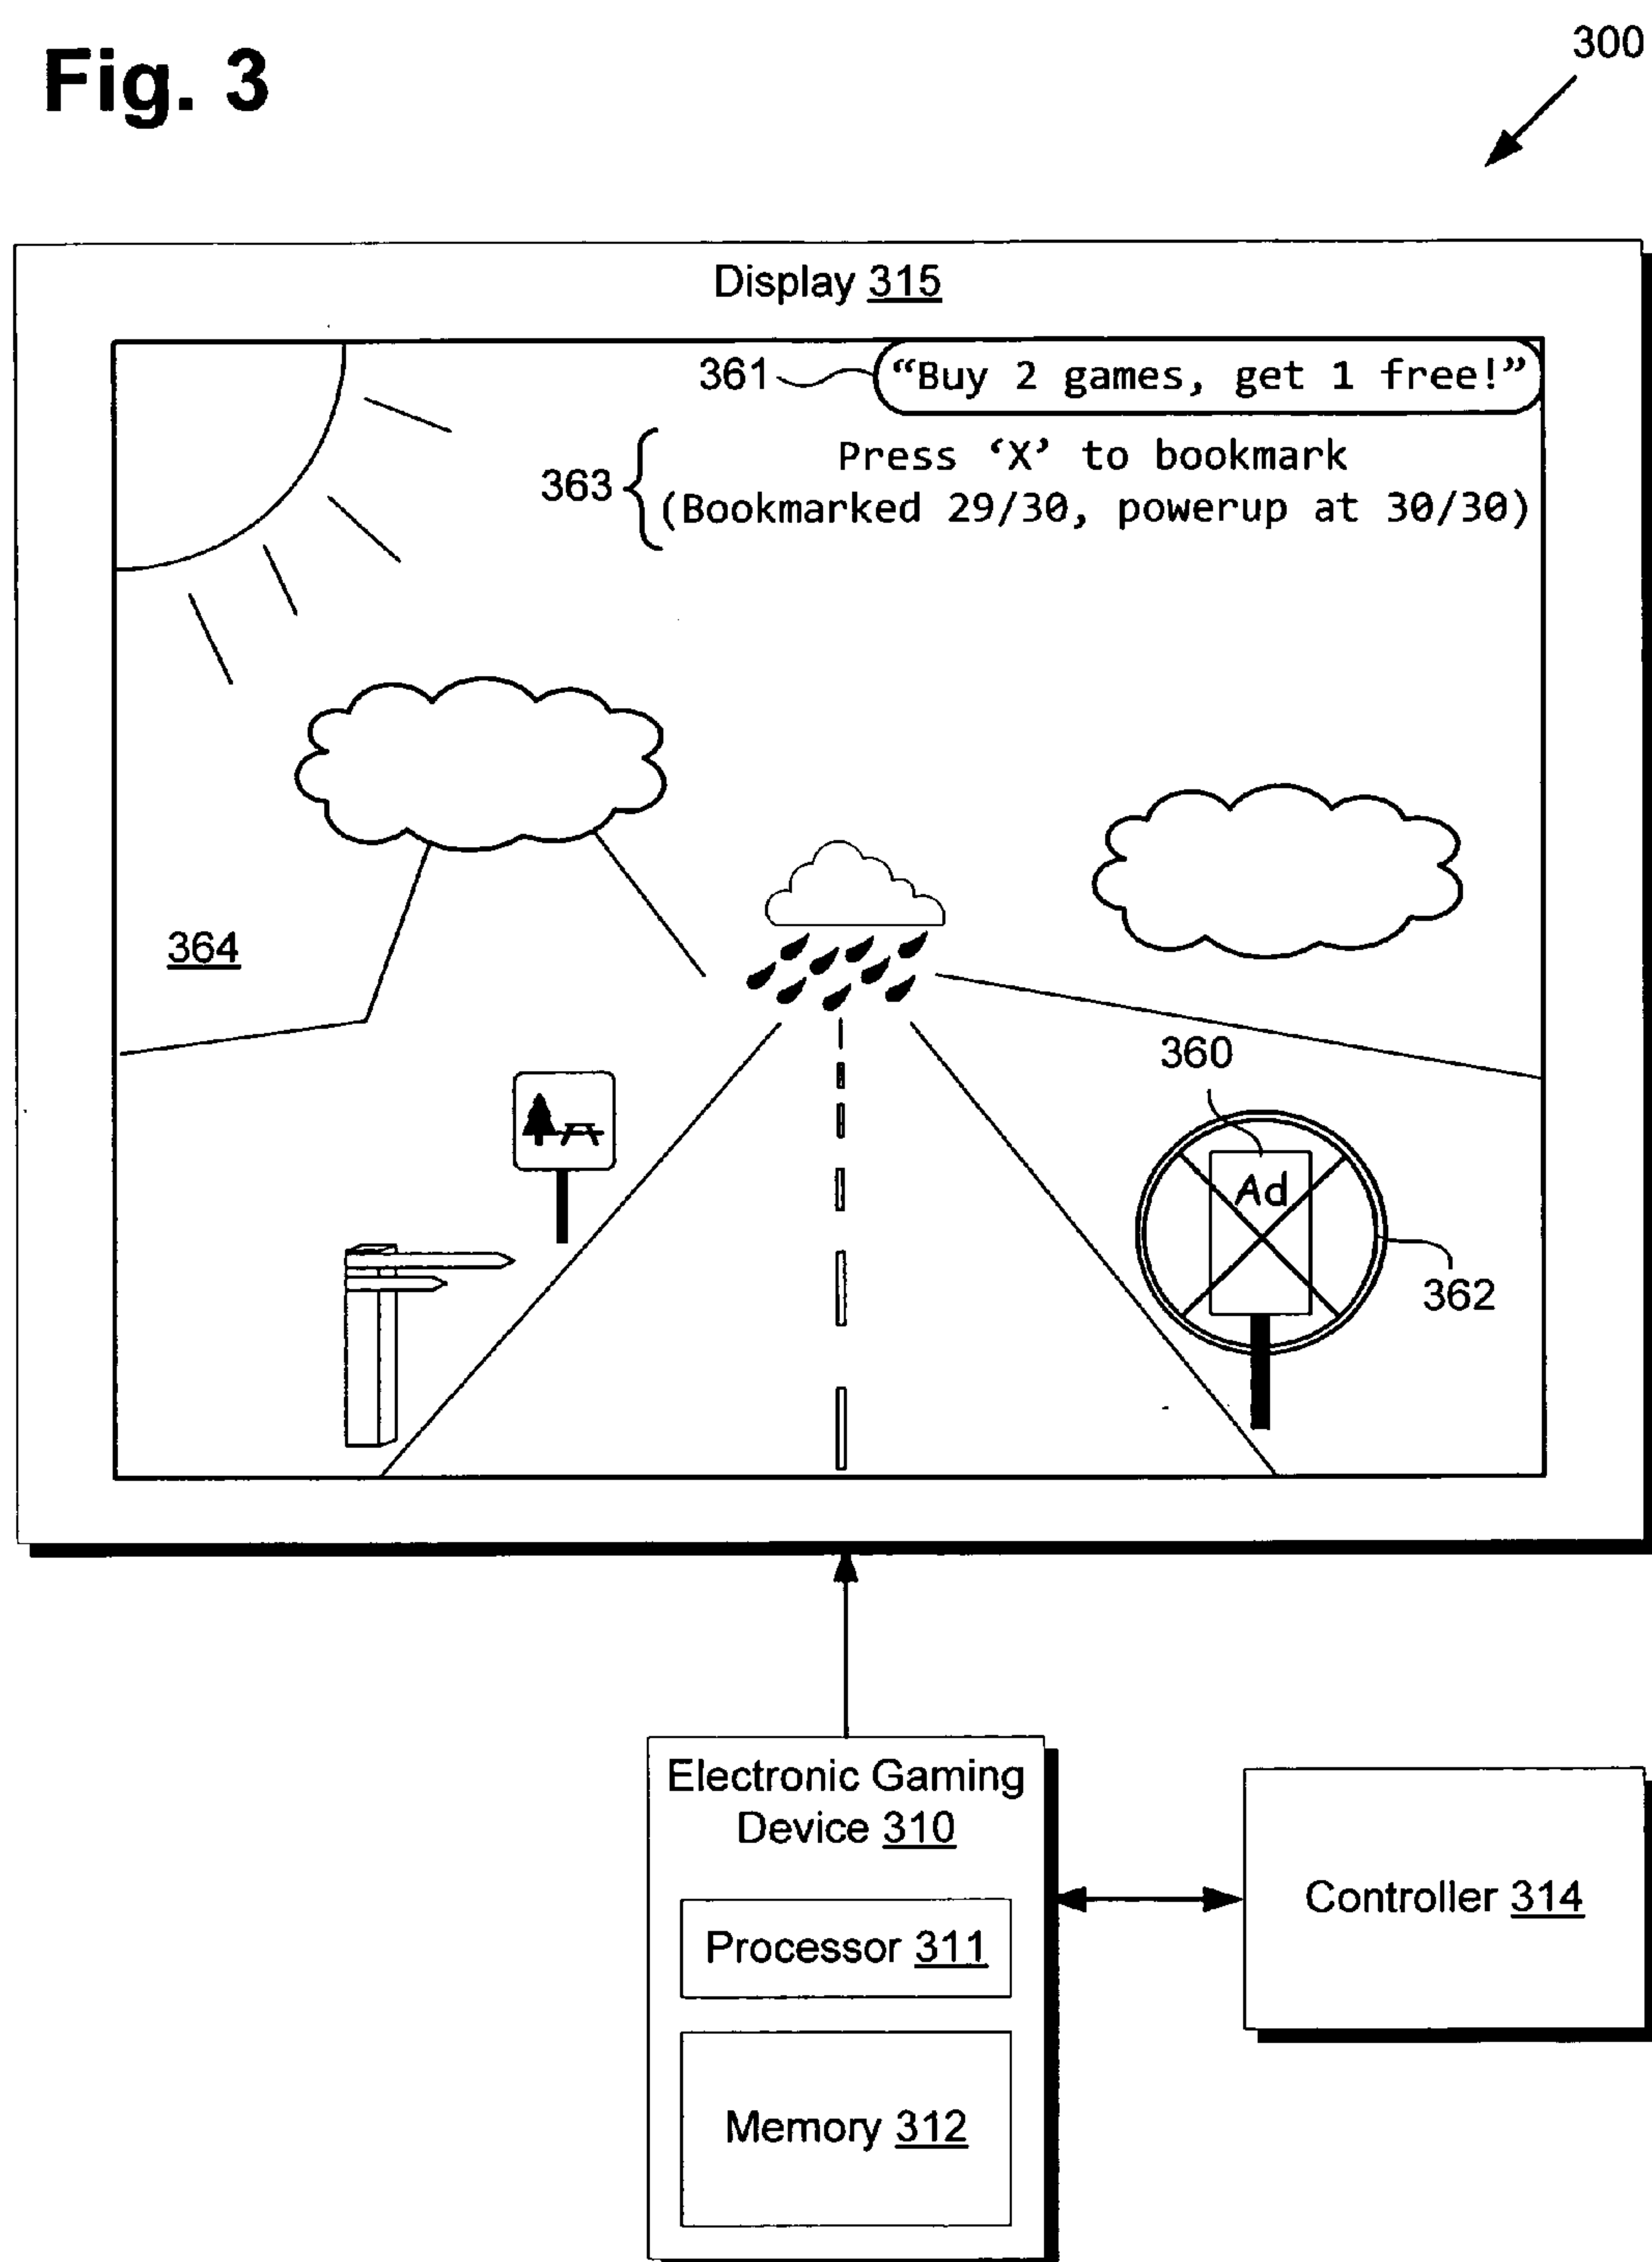 Fig. 3
300
Display 315
361
“Buy 2 games, get 1 free!”
363
Press ‘X’ to bookmark
(Bookmarked 29/30, powerup at 30/30)
364
360
Ad
362
Electronic Gaming
Device 310
Processor 311
Memory 312
Controller 314